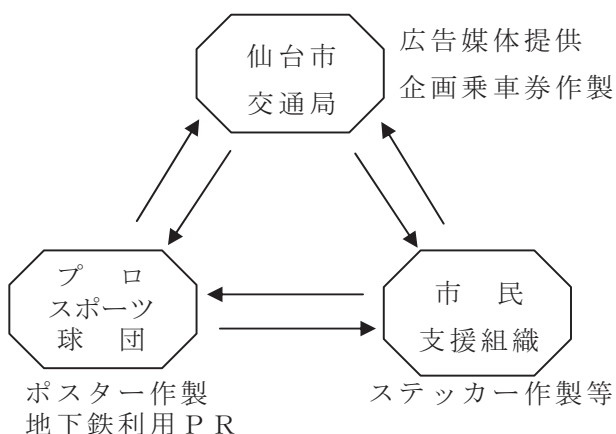 仙台市
交通局
広告媒体提供
企画乗車券作製
プロ
スポーツ
球団
ポスター作製
地下鉄利用ＰＲ
市民
支援組織
ステッカー作製等